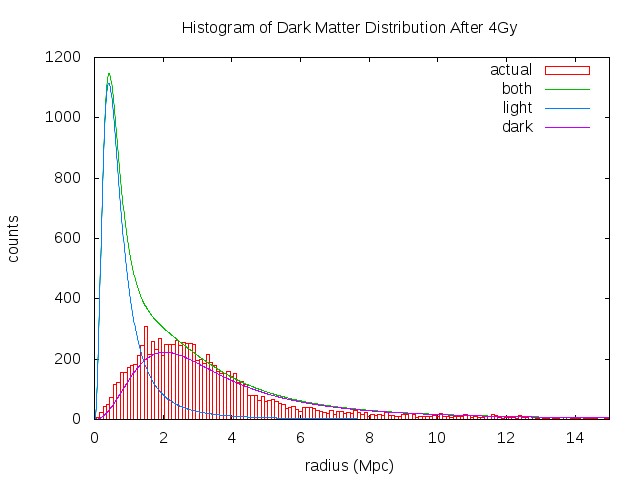 Histogram of Dark Matter Distribution After 4Gy
1200
1000
800
600
400
200
0
counts
actual
both
light
dark
0 2 4 6 8 10 12 14
radius (Mpc)